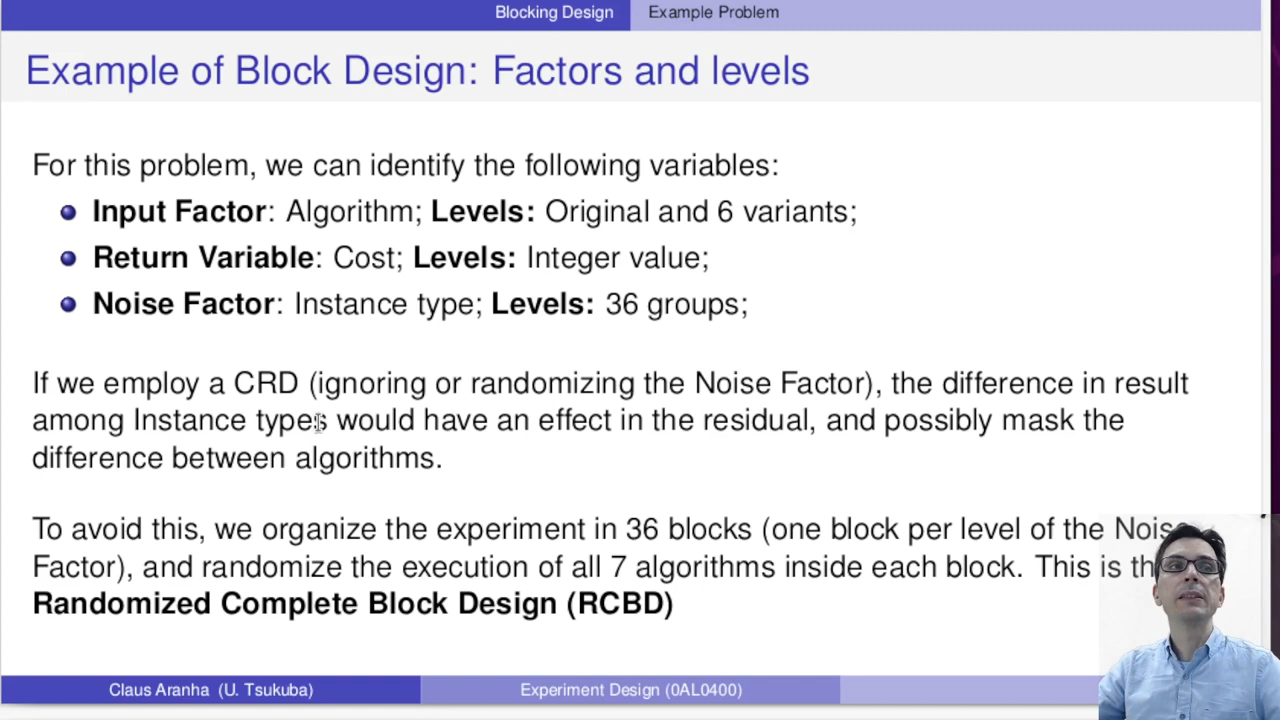 Blocking Design Example Problem
Example of Block Design: Factors and levels
For this problem, we can identify the following variables:
Input Factor: Algorithm; Levels: Original and 6 variants;
Return Variable: Cost; Levels: Integer value;
Noise Factor: Instance type; Levels: 36 groups;
If we employ a CRD (ignoring or randomizing the Noise Factor), the difference in result
among Instance types would have an effect in the residual, and possibly mask the
difference between algorithms.
To avoid this, we organize the experiment in 36 blocks (one block per level of the Noise
Factor), and randomize the execution of all 7 algorithms inside each block. This is
Randomized Complete Block Design (RCBD)
Claus Aranha (U. Tsukuba) Experiment Design (0AL0400)